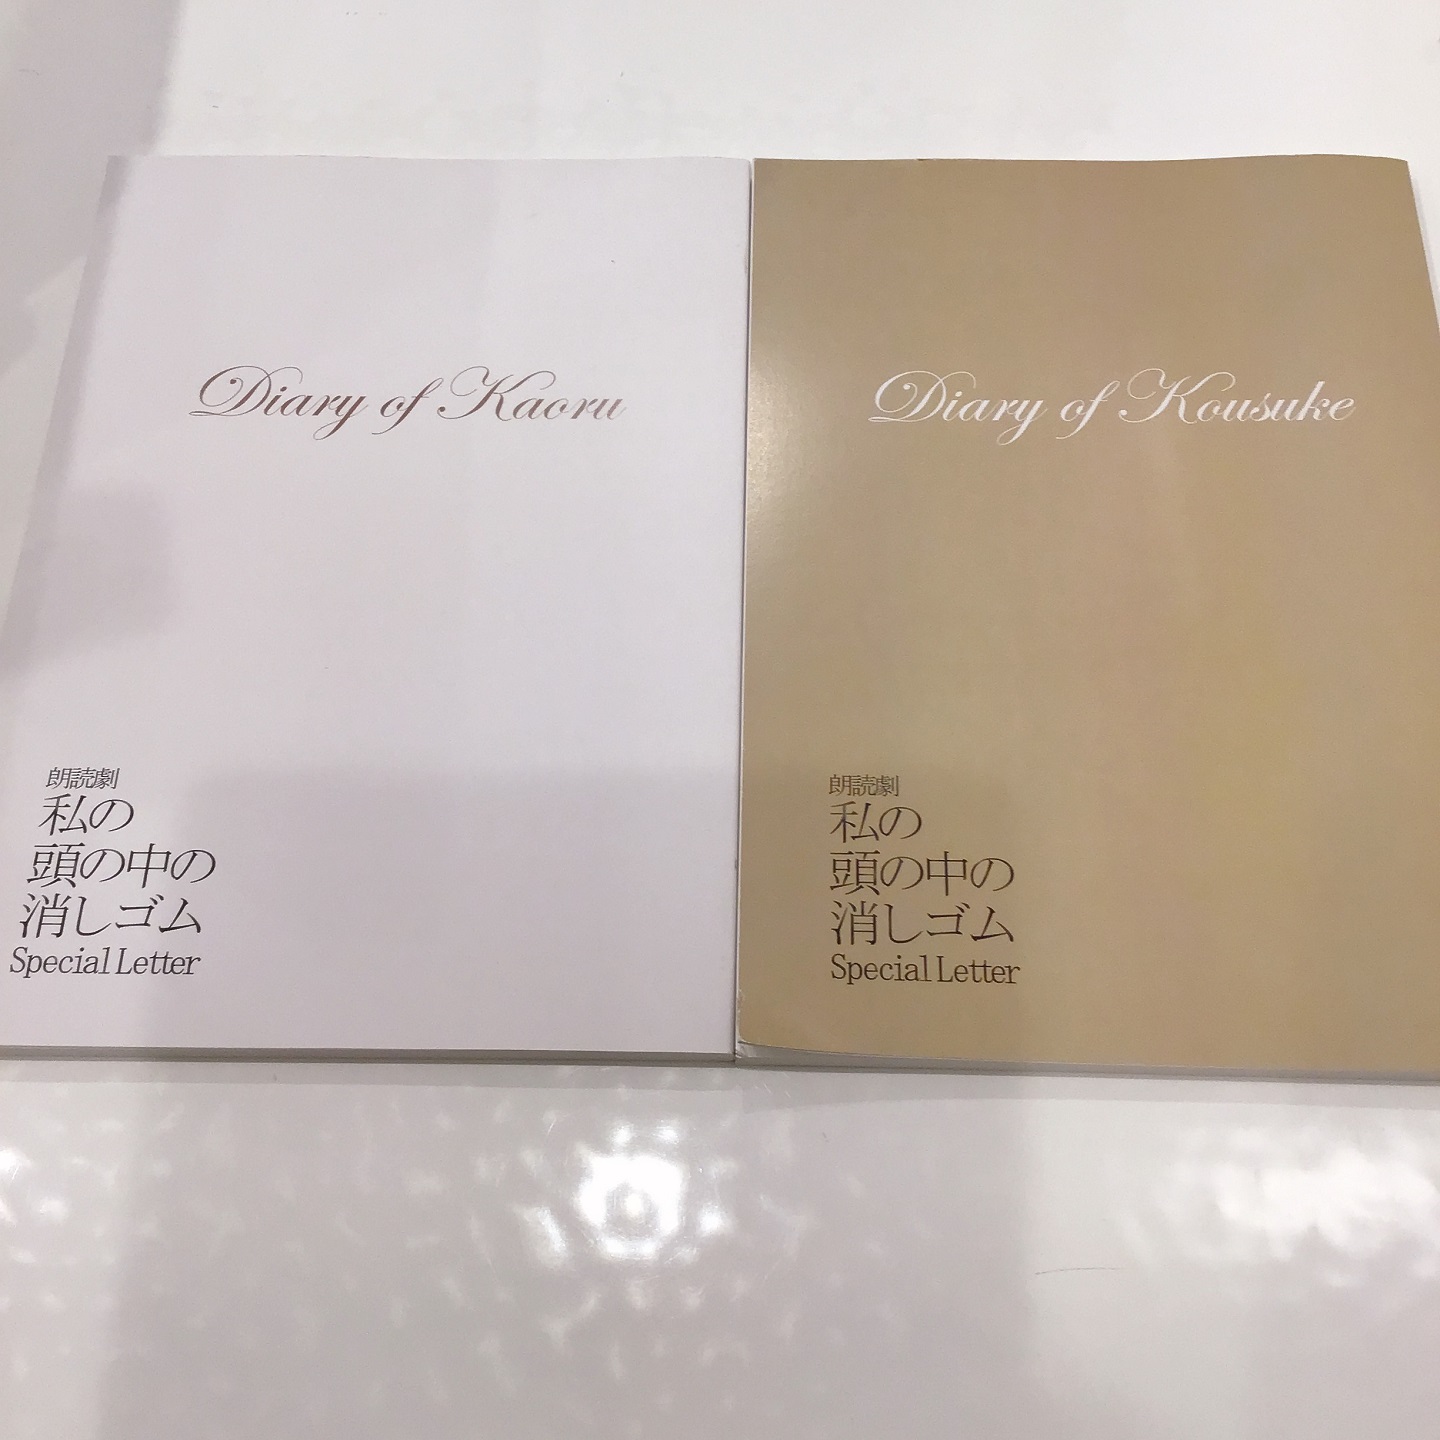 Diary of Kaoru
朗読劇
私の
頭の中の
消しゴム
Special Letter
Diary of Kousuke
朗読劇
私の
頭の中の
消しゴム
Special Letter